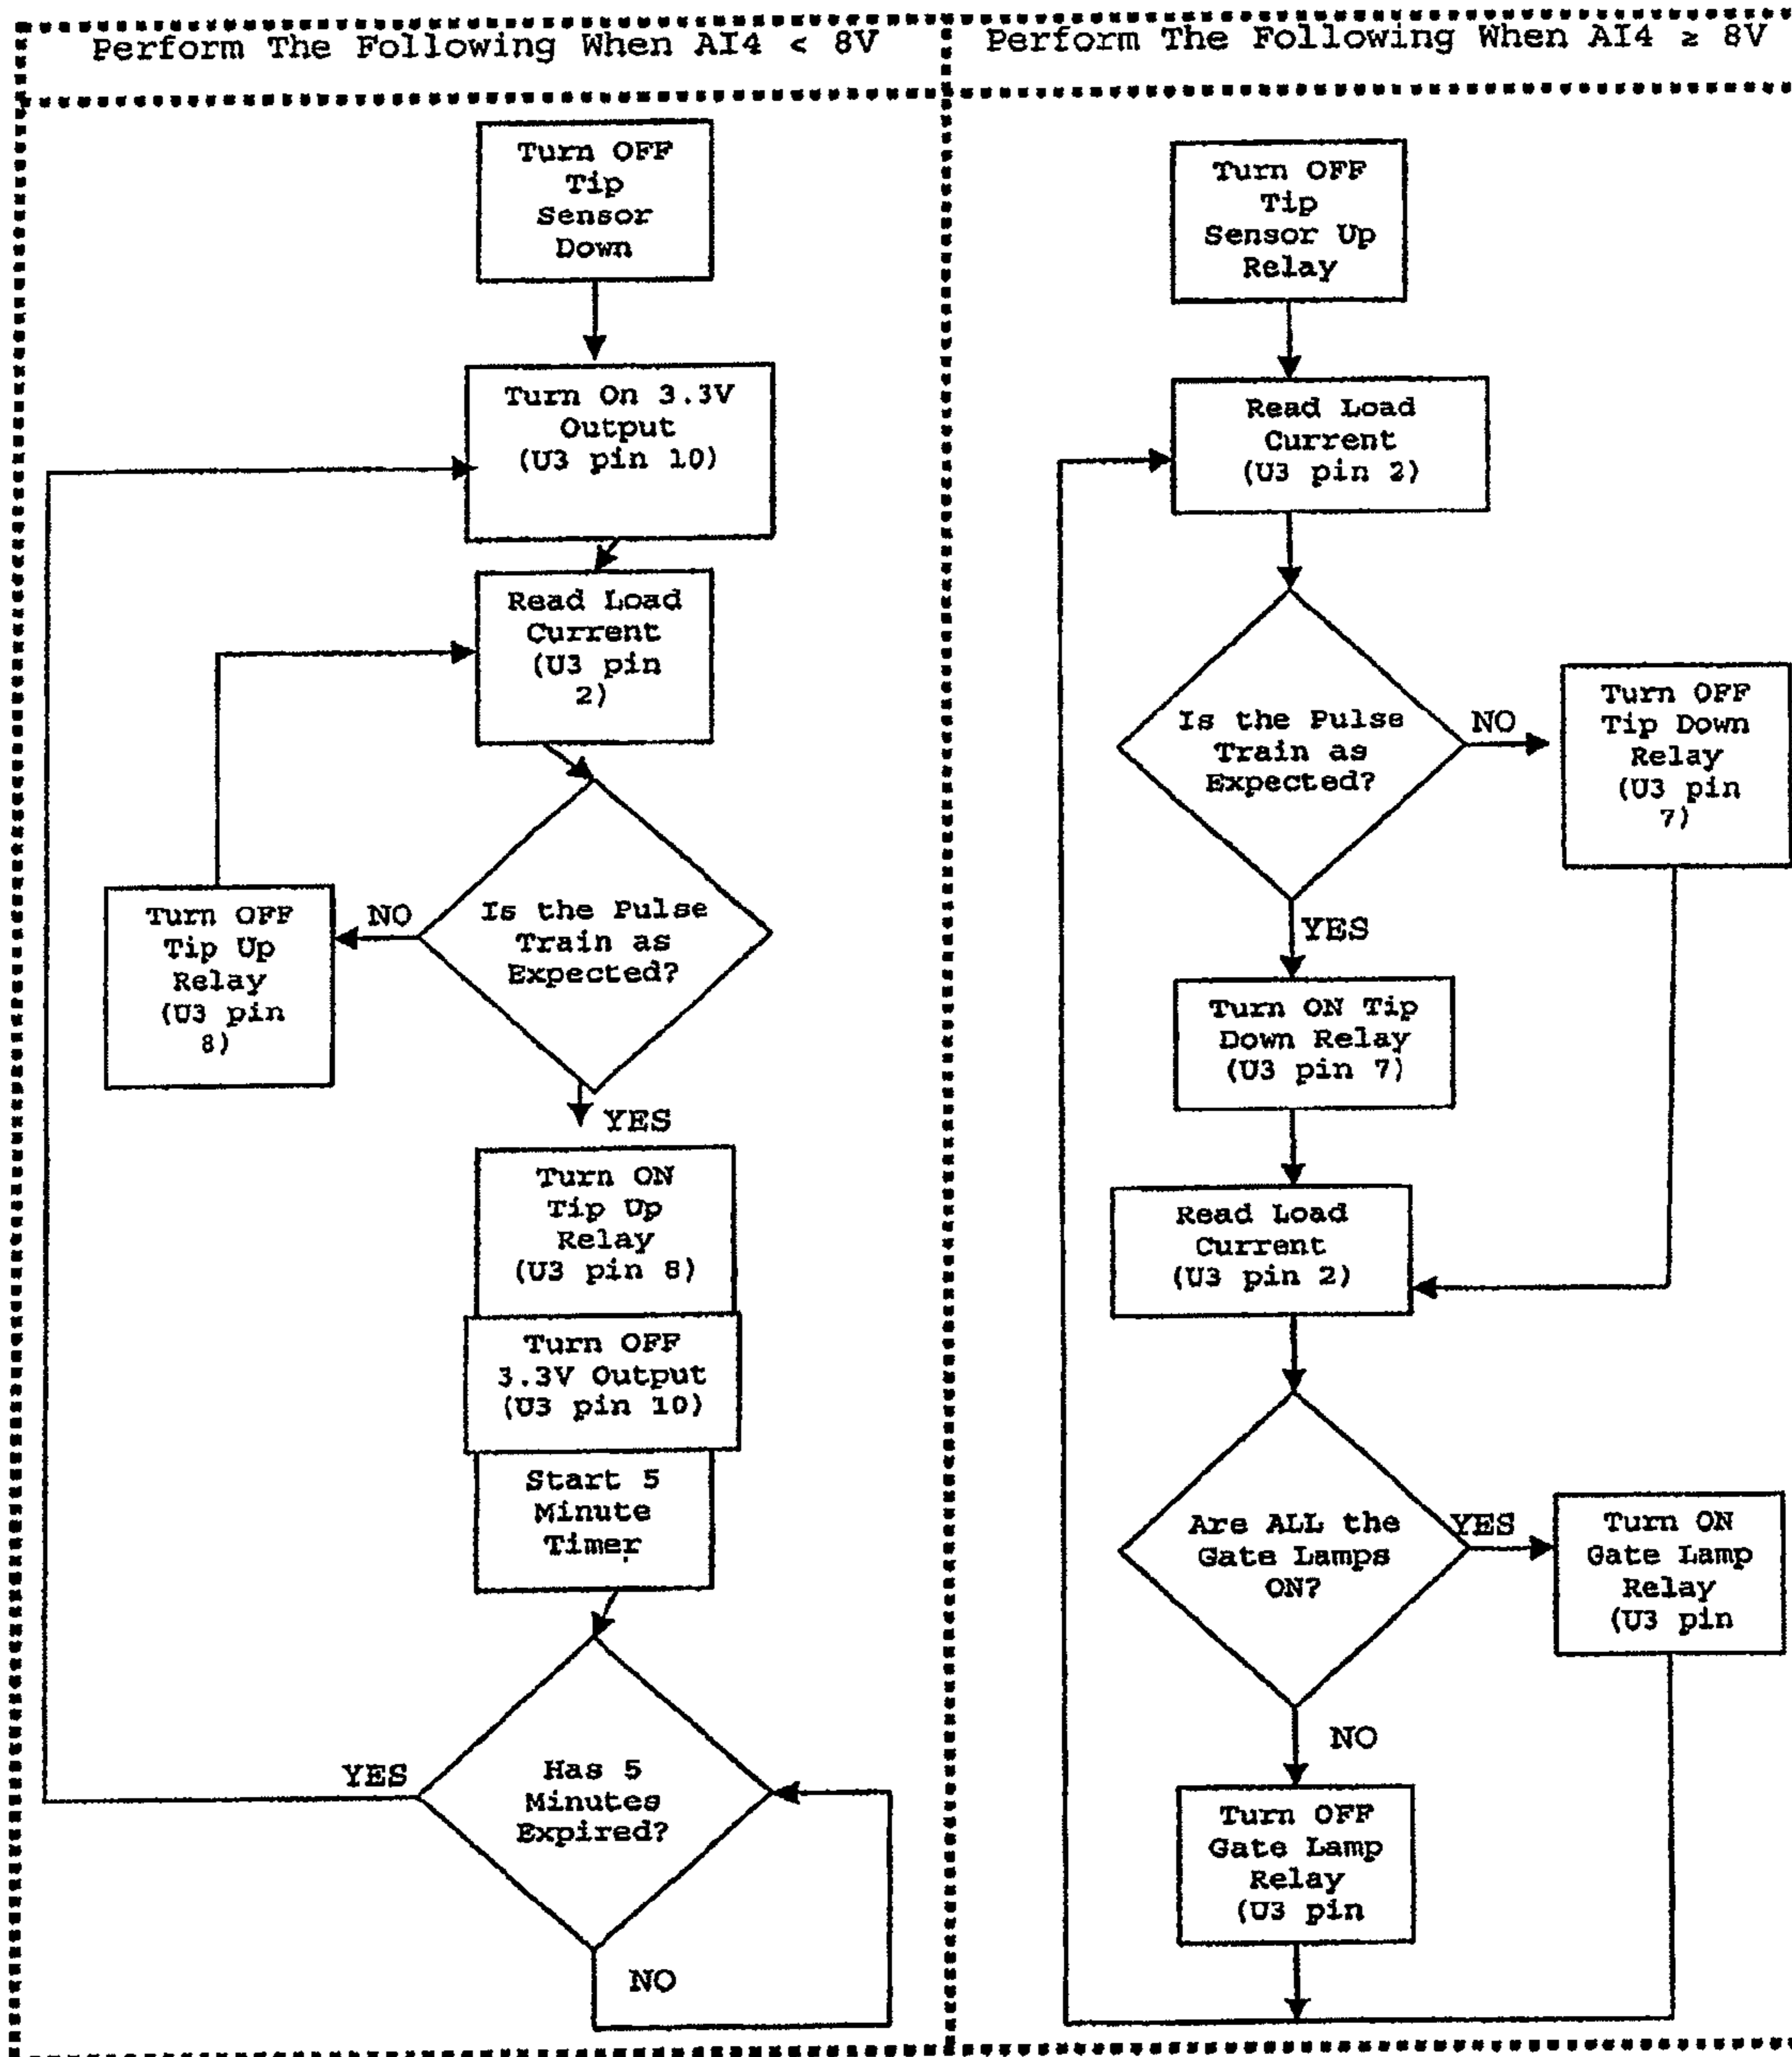 Perform The Following When AI4 < 8V
Turn OFF
Tip
Sensor
Down
Turn On 3.3V
Output
(U3 pin 10)
Read Load
Current
(U3 pin
2)
Is the Pulse
Train as
Expected?
NO
Turn OFF
Tip Up
Relay
(U3 pin
8)
YES
Turn ON
Tip Up
Relay
(U3 pin 8)
Turn OFF
3.3V Output
(U3 pin 10)
Start 5
Minute
Timer
Has 5
Minutes
Expired?
YES
NO
Perform The Following When AI4 ≥ 8V
Turn OFF
Tip
Sensor Up
Relay
Read Load
Current
(U3 pin 2)
Is the Pulse
Train as
Expected?
NO
Turn OFF
Tip Down
Relay
(U3 pin
7)
YES
Turn ON Tip
Down Relay
(U3 pin 7)
Read Load
Current
(U3 pin 2)
Are ALL the
Gate Lamps
ON?
YES
Turn ON
Gate Lamp
Relay
(U3 pin
NO
Turn OFF
Gate Lamp
Relay
(U3 pin